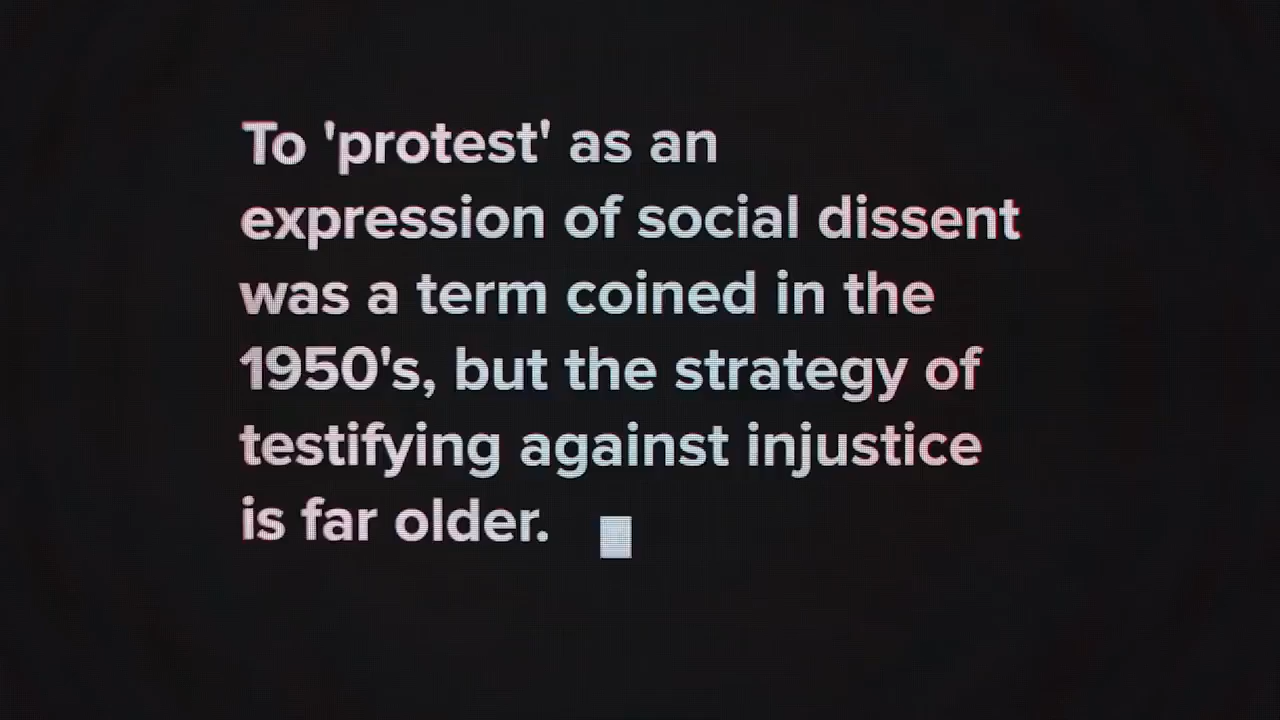 To 'protest' as an
expression of social dissent
was a term coined in the
1950's, but the strategy of
testifying against injustice
is far older.